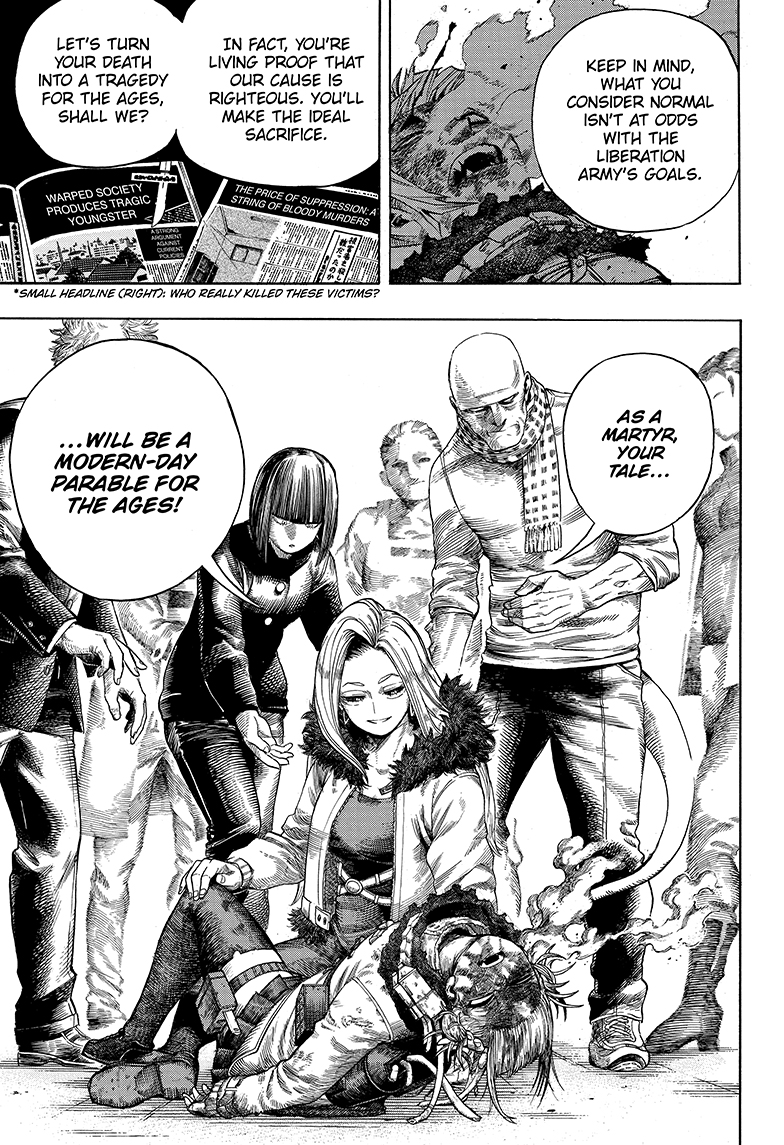 KEEP IN MIND,
WHAT YOU
CONSIDER NORMAL
ISN'T AT ODDS
WITH THE
LIBERATION
ARMY'S GOALS.
IN FACT, YOU'RE
LIVING PROOF THAT
OUR CAUSE IS
RIGHTEOUS. YOU'LL
MAKE THE IDEAL
SACRIFICE.
LET'S TURN
YOUR DEATH
INTO A TRAGEDY
FOR THE AGES,
SHALL WE?
THE PRICE OF SUPPRESSION: A
STRING OF BLOODY MURDERS
WARPED SOCIETY
PRODUCES TRAGIC
YOUNGSTER
A STRONG
ARGUMENT
AGAINST
CURRENT
POLICIES
*SMALL HEADLINE (RIGHT): WHO REALLY KILLED THESE VICTIMS?
AS A
MARTYR,
YOUR
TALE...
...WILL BE A
MODERN-DAY
PARABLE FOR
THE AGES!